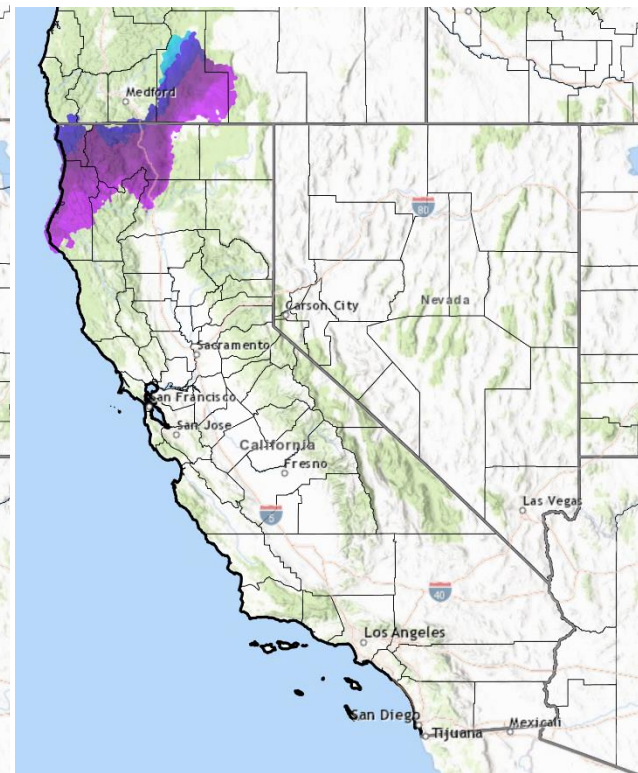 Medford
80
Carson City
Nevada
Sacramento
San Francisco
San Jose
California
Fresno
5
Las Vegas
40
Los Angeles
San Diego
Tijuana
Mexicali